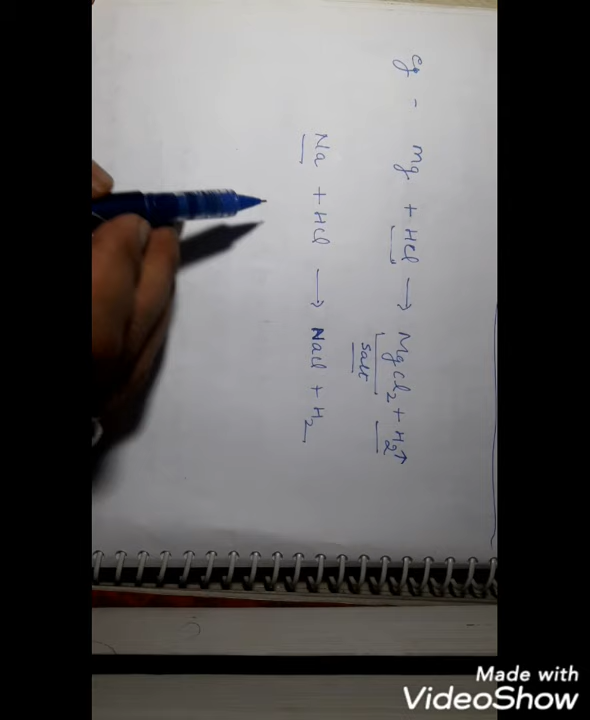 eg - Mg + HCl → MgCl2 + H2↑
salt
Na + HCl → NaCl + H2
Made with
VideoShow